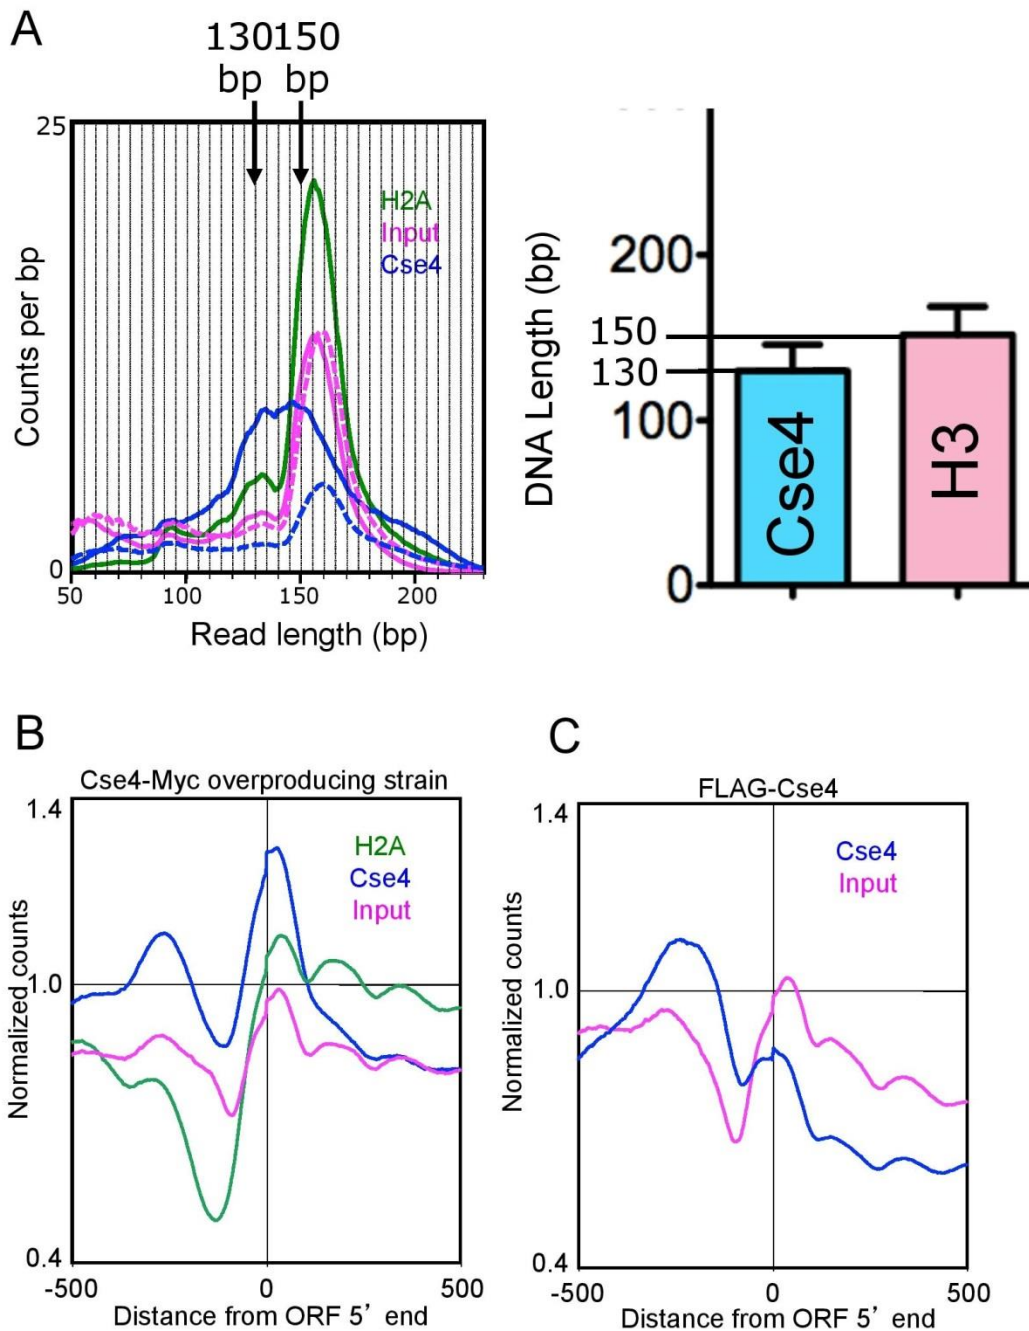 A
130 150
bp bp
25
Counts per bp
H2A
Input
Cse4
0
50 100 150 200
Read length (bp)
DNA Length (bp)
200
150
130
100
0
Cse4
H3
B
Cse4-Myc overproducing strain
1.4
H2A
Cse4
Input
Normalized counts
1.0
0.4
-500 0 500
Distance from ORF 5’ end
C
FLAG-Cse4
1.4
Cse4
Input
Normalized counts
1.0
0.4
-500 0 500
Distance from ORF 5’ end